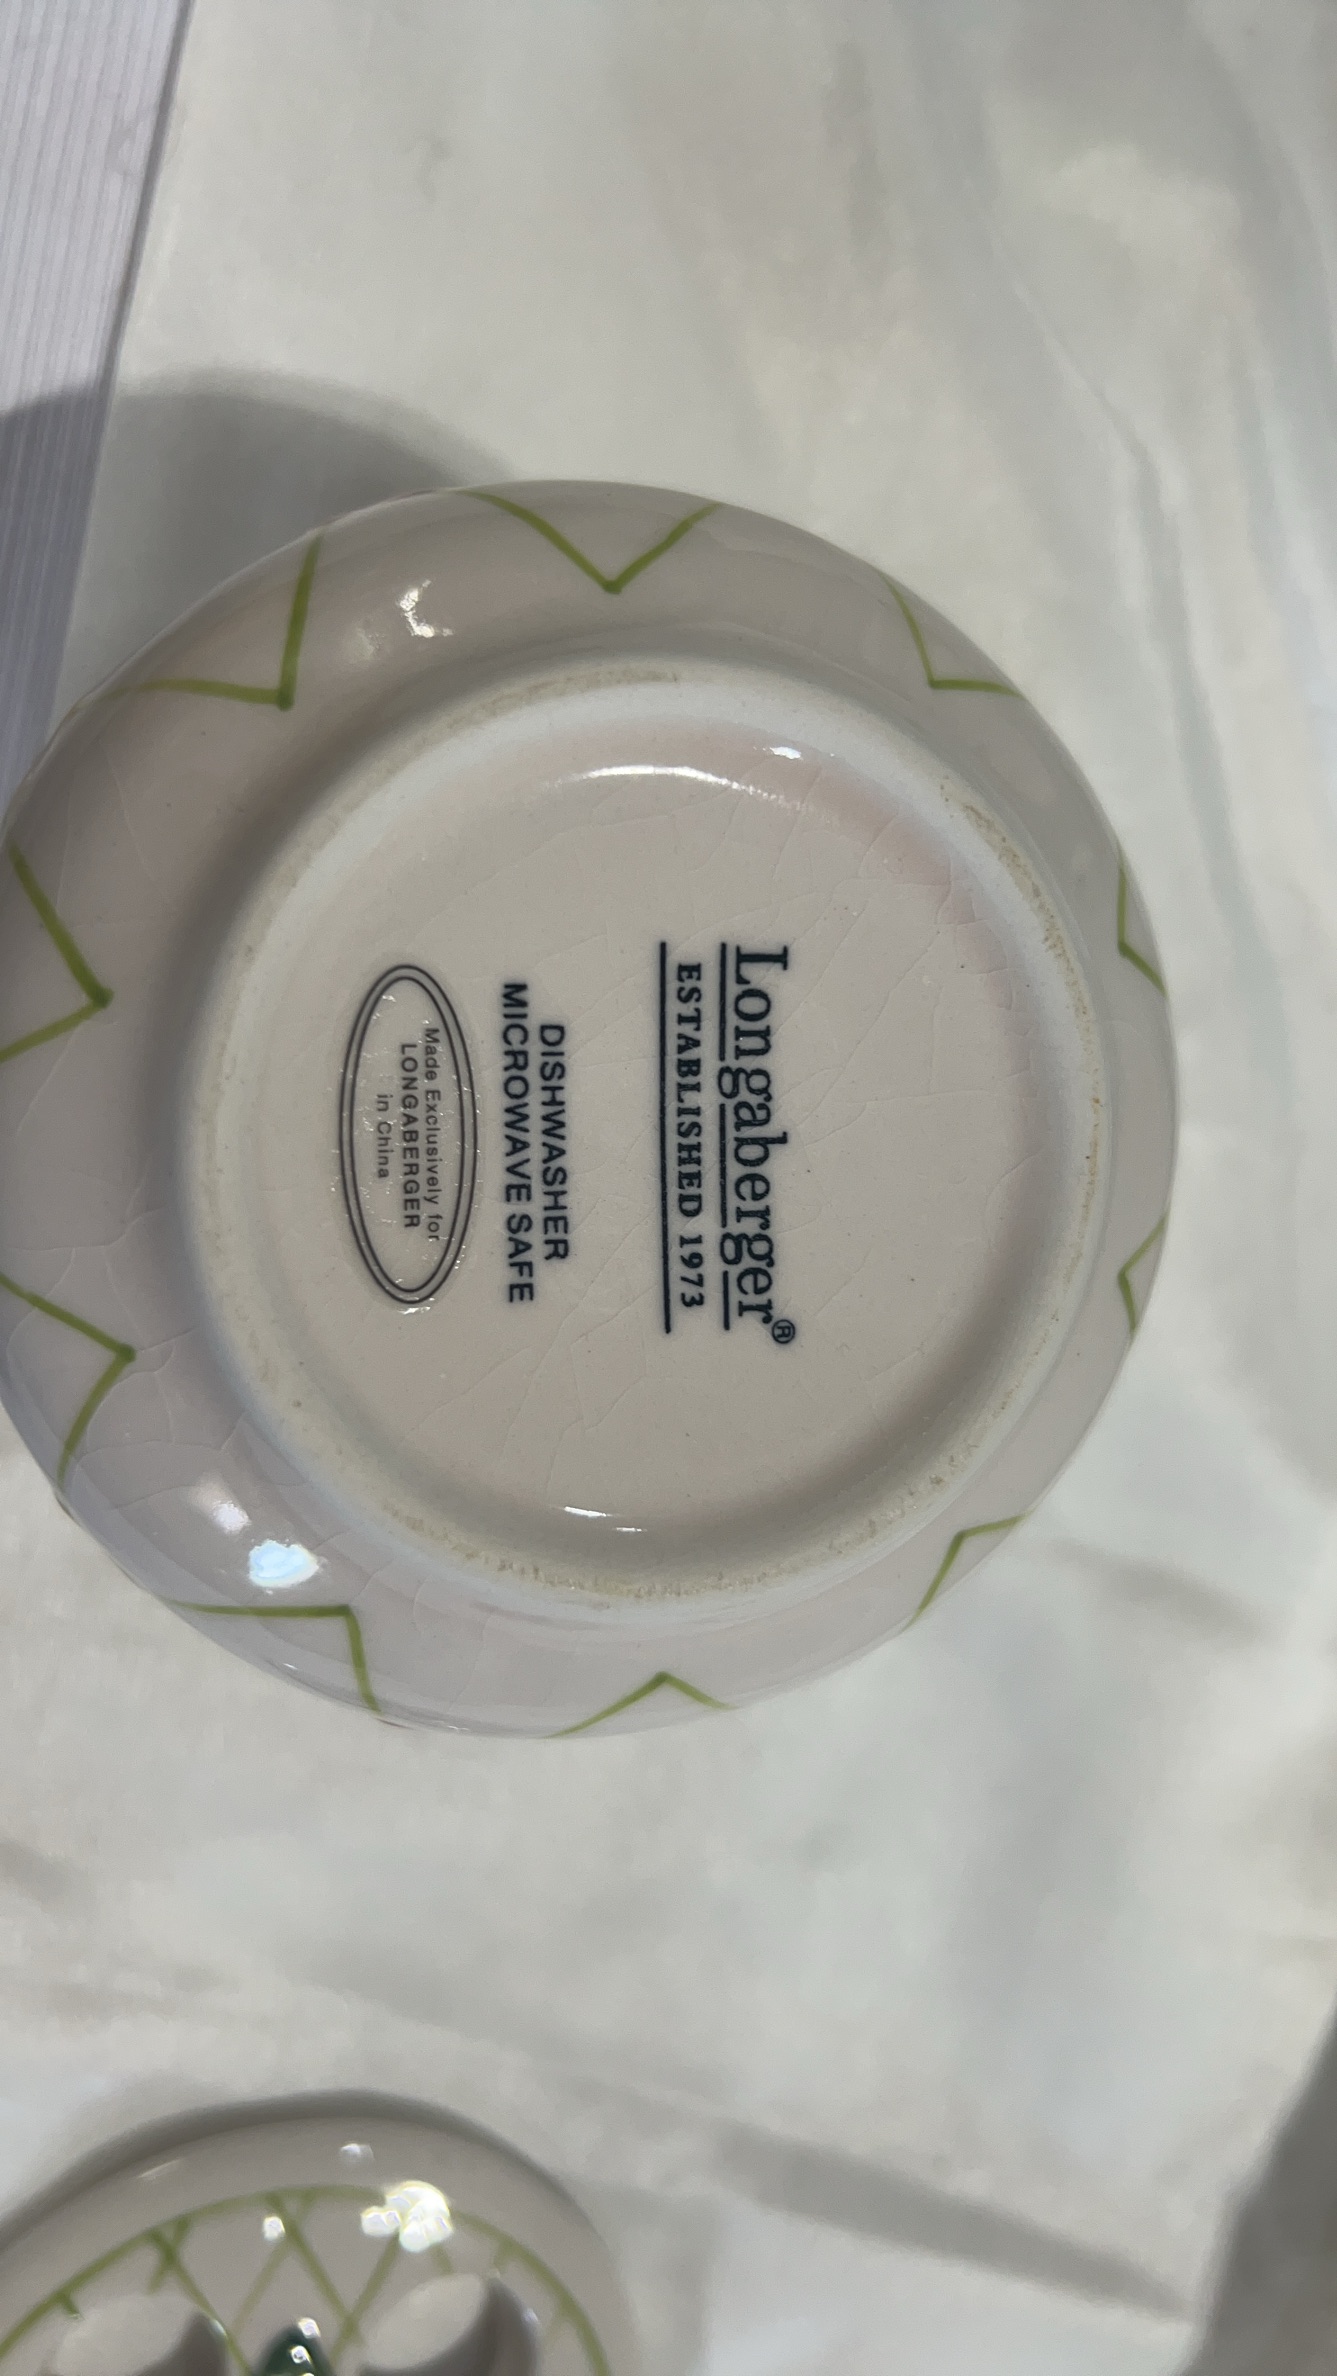 Longaberger®
ESTABLISHED 1973
DISHWASHER
MICROWAVE SAFE
Made Exclusively for
LONGABERGER
in China